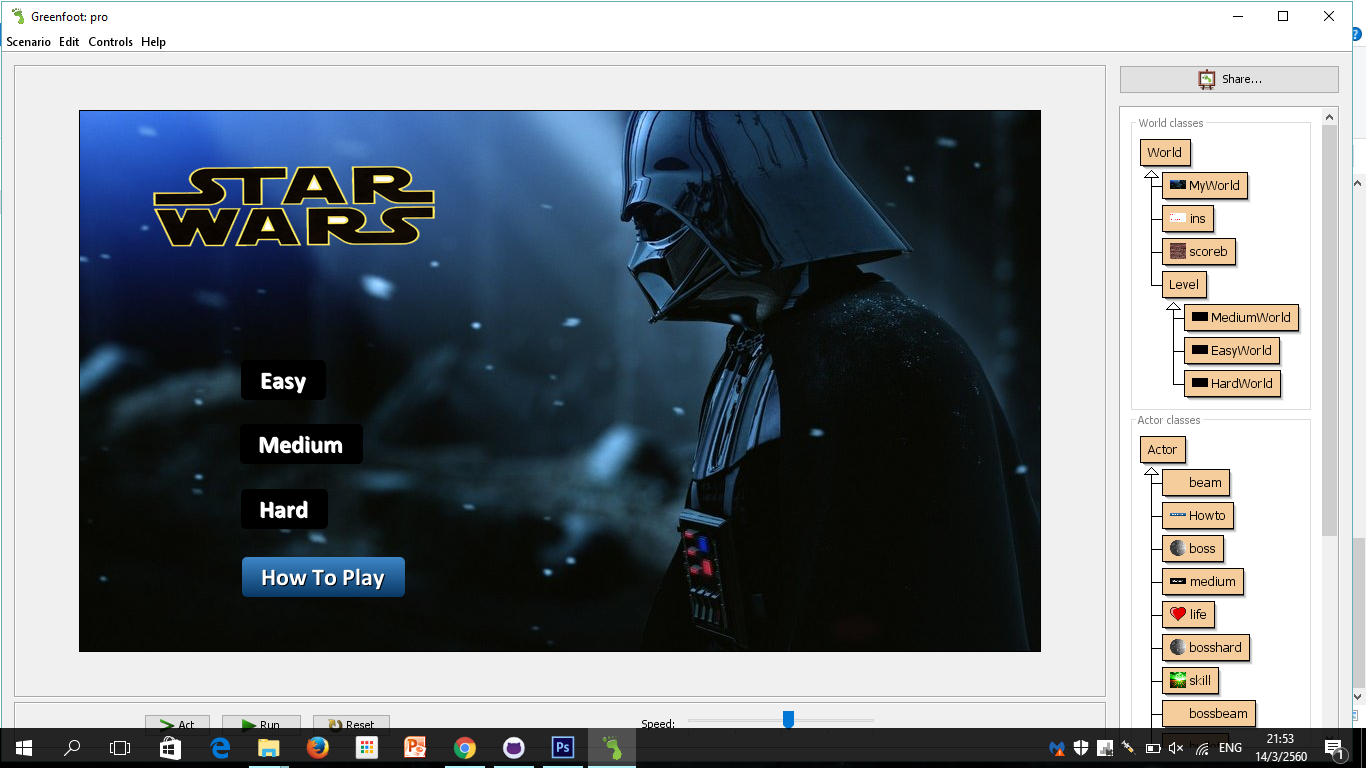 Greenfoot: pro
Scenario Edit Controls Help
Share...
World classes
World
MyWorld
ins
scoreb
Level
MediumWorld
EasyWorld
HardWorld
Actor classes
Actor
beam
Howto
boss
medium
life
bosshard
skill
bossbeam
STAR
WARS
Easy
Medium
Hard
How To Play
Act Run Reset Speed:
ENG
21:53
14/3/2560
1